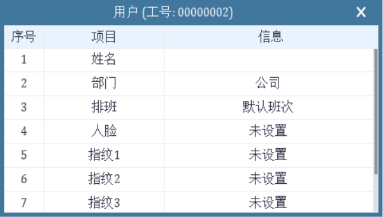 用户 (工号: 00000002) X
序号 项目 信息
1 姓名
2 部门 公司
3 排班 默认班次
4 人脸 未设置
5 指纹1 未设置
6 指纹2 未设置
7 指纹3 未设置